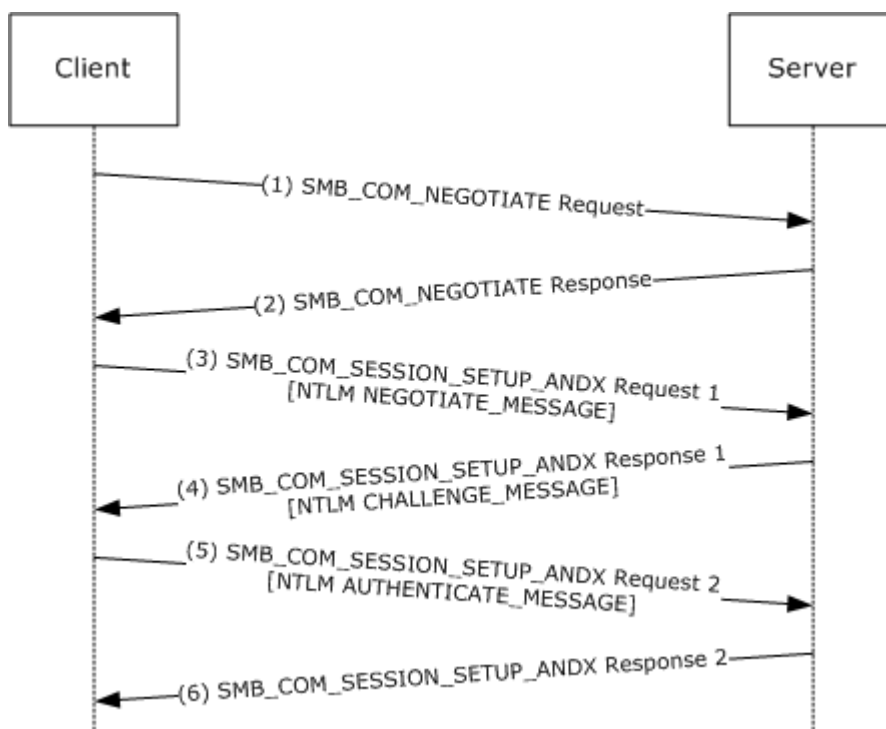 Client
Server
(1) SMB_COM_NEGOTIATE Request
(2) SMB_COM_NEGOTIATE Response
(3) SMB_COM_SESSION_SETUP_ANDX Request 1
[NTLM NEGOTIATE_MESSAGE]
(4) SMB_COM_SESSION_SETUP_ANDX Response 1
[NTLM CHALLENGE_MESSAGE]
(5) SMB_COM_SESSION_SETUP_ANDX Request 2
[NTLM AUTHENTICATE_MESSAGE]
(6) SMB_COM_SESSION_SETUP_ANDX Response 2